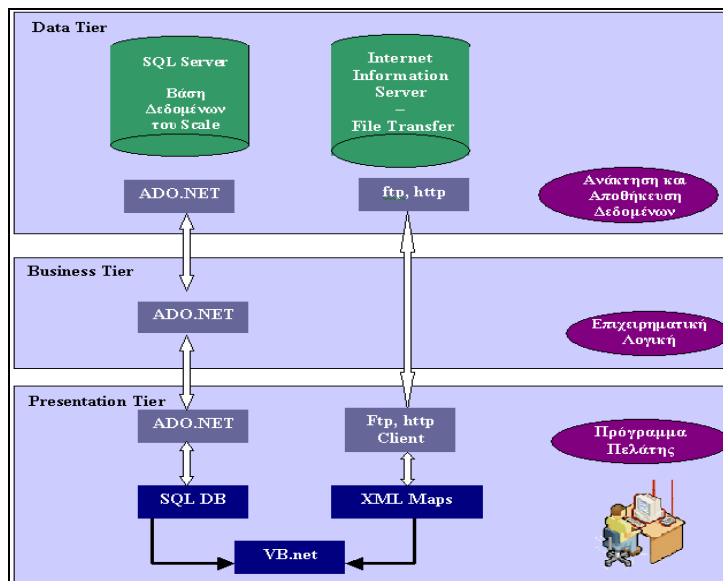 Data Tier
SQL Server
Βάση
Δεδομένων
του Scale
Internet
Information
Server
–
File Transfer
ADO.NET
ftp, http
Ανάκτηση και
Αποθήκευση
Δεδομένων
Business Tier
ADO.NET
Επιχειρηματική
Λογική
Presentation Tier
ADO.NET
Ftp, http
Client
Πρόγραμμα
Πελάτης
SQL DB
XML Maps
VB.net